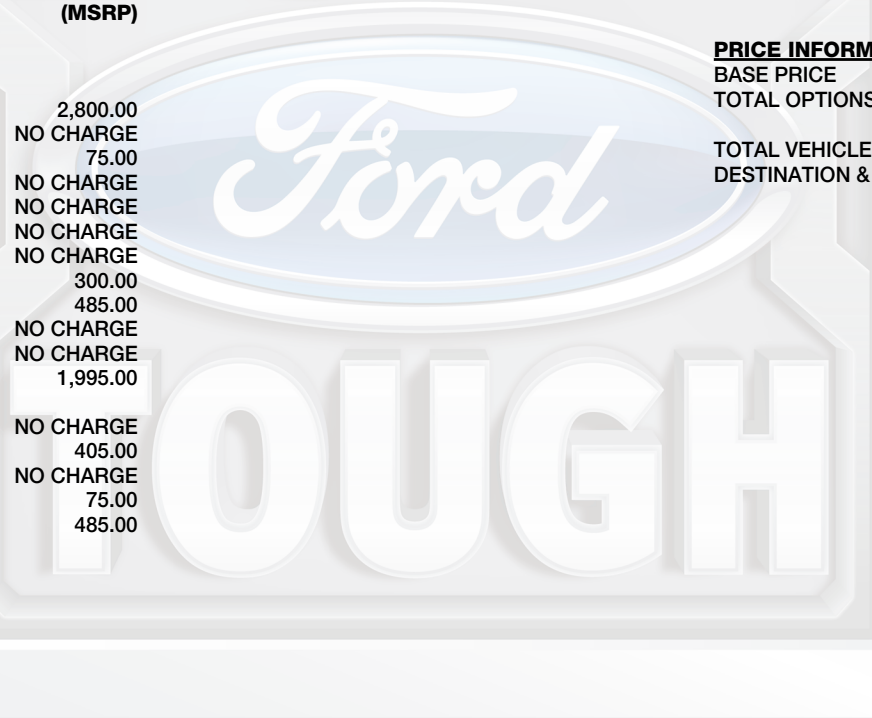 (MSRP)
2,800.00
NO CHARGE
75.00
NO CHARGE
NO CHARGE
NO CHARGE
NO CHARGE
300.00
485.00
NO CHARGE
NO CHARGE
1,995.00
NO CHARGE
405.00
NO CHARGE
75.00
485.00
PRICE INFORM
BASE PRICE
TOTAL OPTIONS
TOTAL VEHICLE
DESTINATION &
Ford
TOUGH